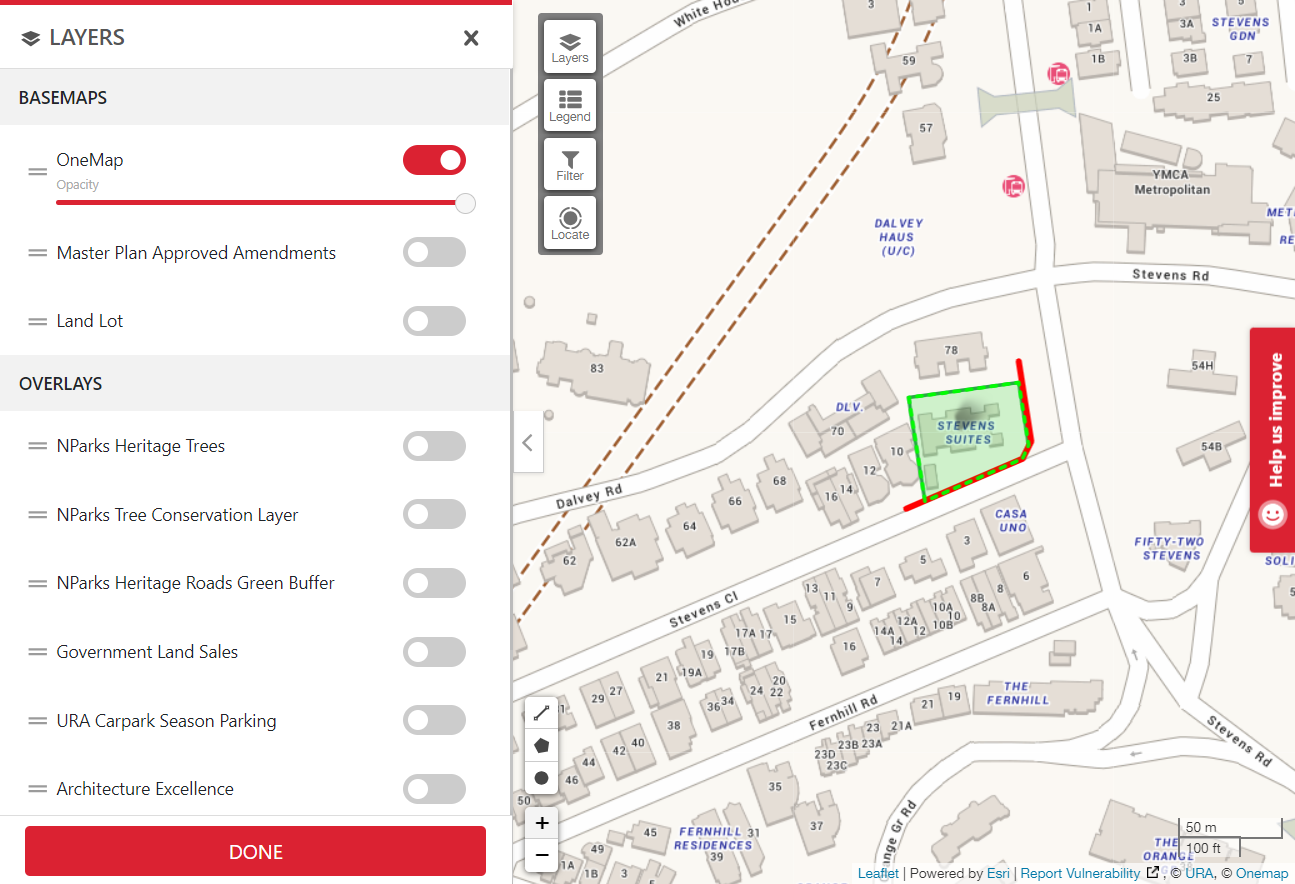 LAYERS
BASEMAPS
OneMap
Opacity
Master Plan Approved Amendments
Land Lot
OVERLAYS
NParks Heritage Trees
NParks Tree Conservation Layer
NParks Heritage Roads Green Buffer
Government Land Sales
URA Carpark Season Parking
Architecture Excellence
DONE
Layers
Legend
Filter
Locate
3
59
57
1
1A
1B
3
3A
3B
5
7
STEVENS
GDN
25
YMCA
Metropolitan
MET
RE
DALVEY
HAUS
(U/C)
Stevens Rd
83
78
54H
54B
DLV.
70
STEVENS
SUITES
10
12
14
16
68
66
64
62A
62
Dalvey Rd
CASA
UNO
3
5
6
7
8
8A
8B
FIFTY-TWO
STEVENS
SOLI
5
Stevens Cl
13
11
9
15
17A
17
17B
19
19A
21
10A
10
10B
12A
12
14A
14
16
20
22
24
27
29
34
36
38
40
42
44
46
50
THE
FERNHILL
19
21
21A
23
23A
23B
23C
23D
Fernhill Rd
Stevens Rd
35
37
31
FERNHILL
RESIDENCES
39
45
49
1A
1B
3
THE
ORANGE
Help us improve
+
−
50 m
100 ft
Leaflet | Powered by Esri | Report Vulnerability , © URA, © Onemap